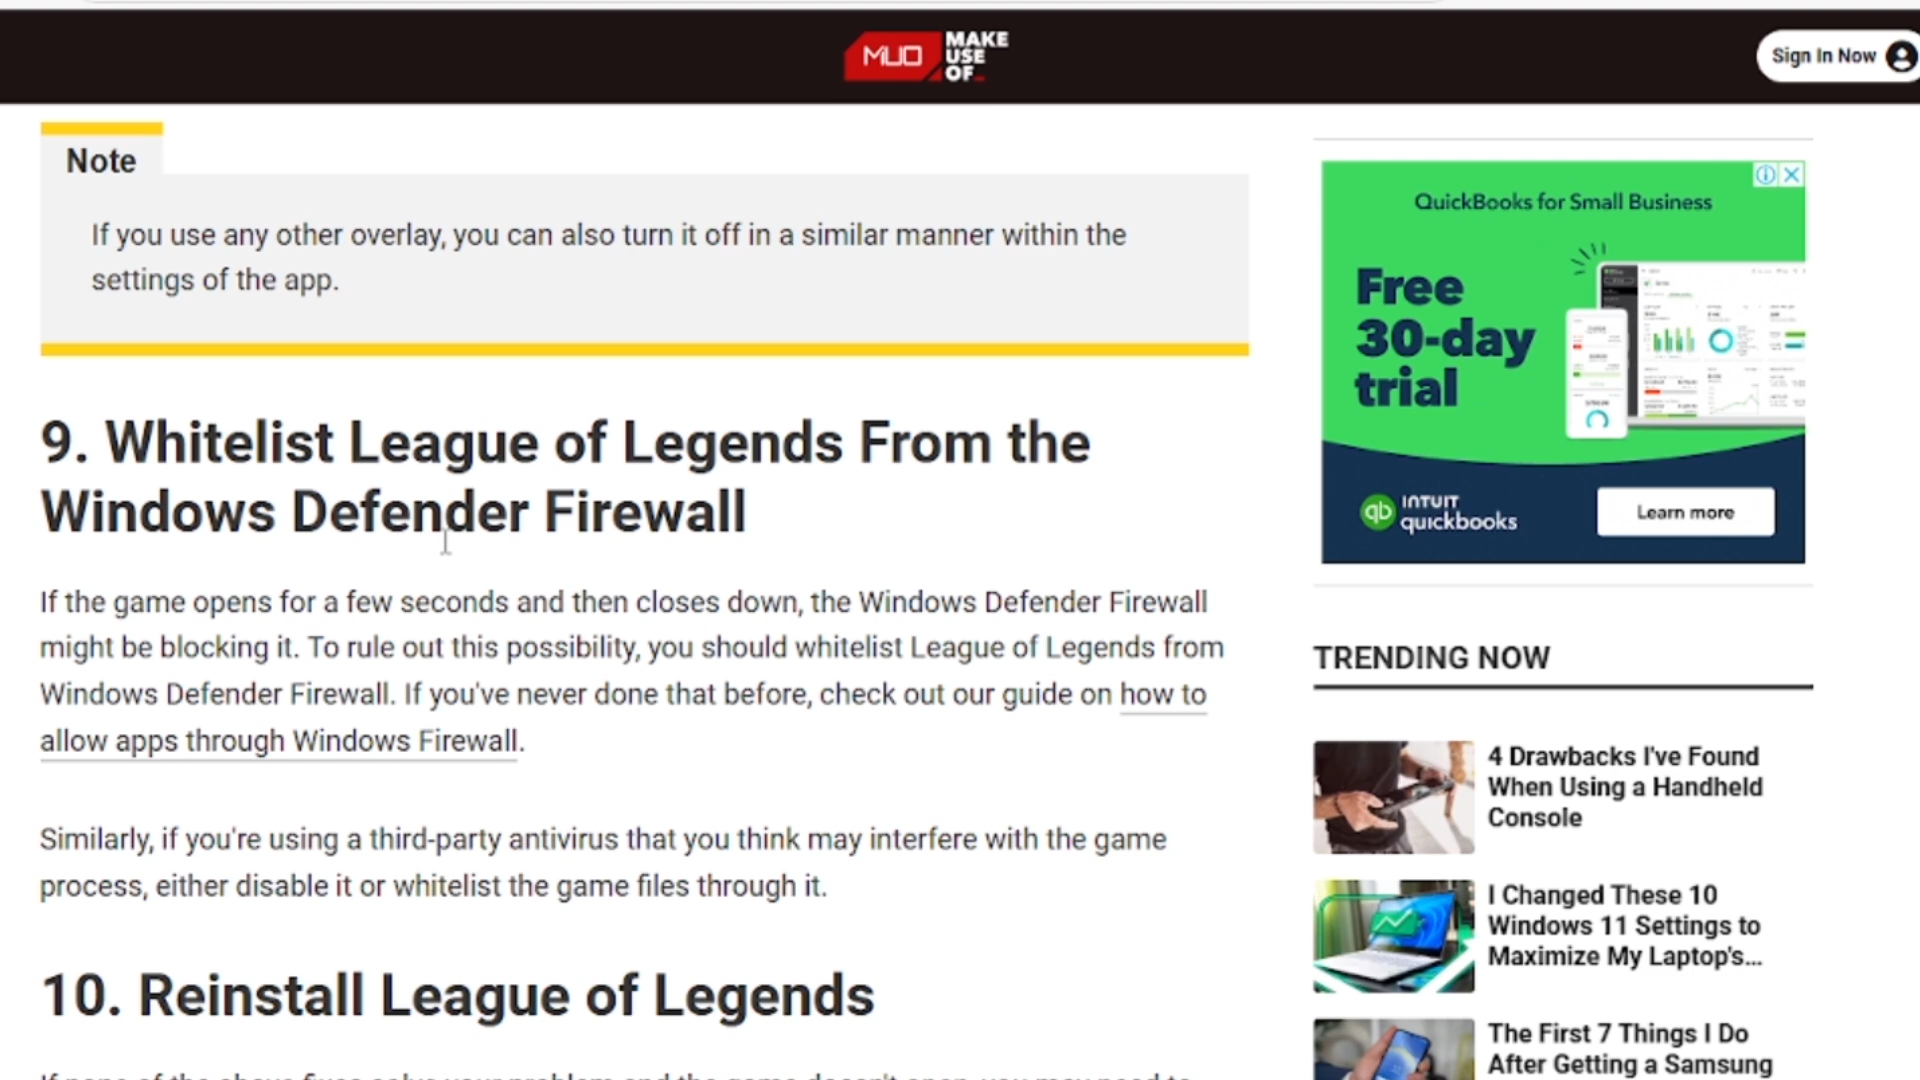 MUO MAKE
USE
OF_
Sign In Now
Note
If you use any other overlay, you can also turn it off in a similar manner within the
settings of the app.
9. Whitelist League of Legends From the
Windows Defender Firewall
If the game opens for a few seconds and then closes down, the Windows Defender Firewall
might be blocking it. To rule out this possibility, you should whitelist League of Legends from
Windows Defender Firewall. If you've never done that before, check out our guide on how to
allow apps through Windows Firewall.
Similarly, if you're using a third-party antivirus that you think may interfere with the game
process, either disable it or whitelist the game files through it.
10. Reinstall League of Legends
QuickBooks for Small Business
Free
30-day
trial
qb INTUIT
quickbooks
Learn more
TRENDING NOW
4 Drawbacks I've Found
When Using a Handheld
Console
I Changed These 10
Windows 11 Settings to
Maximize My Laptop's...
The First 7 Things I Do
After Getting a Samsung